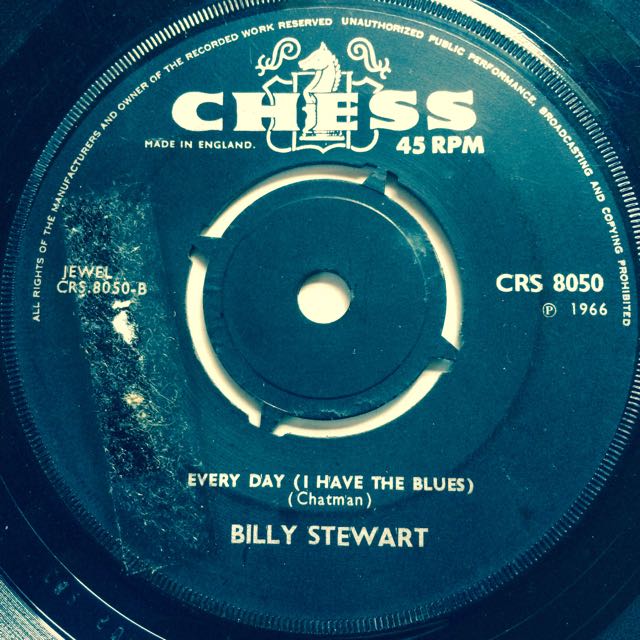 ALL RIGHTS OF THE MANUFACTURERS AND OWNER OF THE RECORDED WORK RESERVED UNAUTHORIZED PUBLIC PERFORMANCE, BROADCASTING AND COPYING PROHIBITED
CHESS
MADE IN ENGLAND.
45 RPM
JEWEL
CRS.8050-B
CRS 8050
℗ 1966
EVERY DAY (I HAVE THE BLUES)
(Chatman)
BILLY STEWART